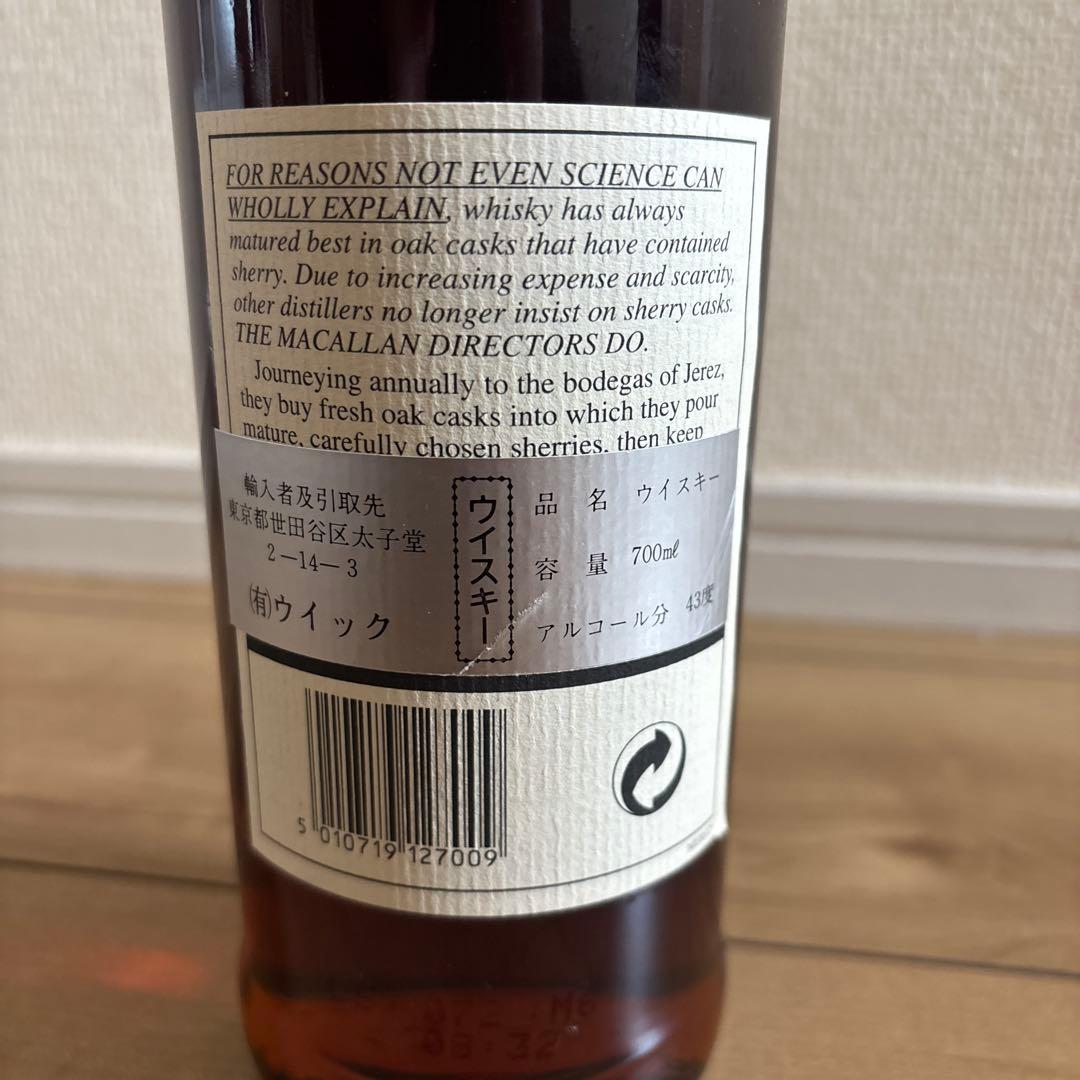 FOR REASONS NOT EVEN SCIENCE CAN
WHOLLY EXPLAIN, whisky has always
matured best in oak casks that have contained
sherry. Due to increasing expense and scarcity,
other distillers no longer insist on sherry casks.
THE MACALLAN DIRECTORS DO.
Journeying annually to the bodegas of Jerez,
they buy fresh oak casks into which they pour
mature, carefully chosen sherries, then keep
輸入者及引取先
東京都世田谷区太子堂
2-14-3
㈲ウイック
ウイスキー
品 名 ウイスキー
容 量 700mℓ
アルコール分 43度
5 010719 127009
08:32